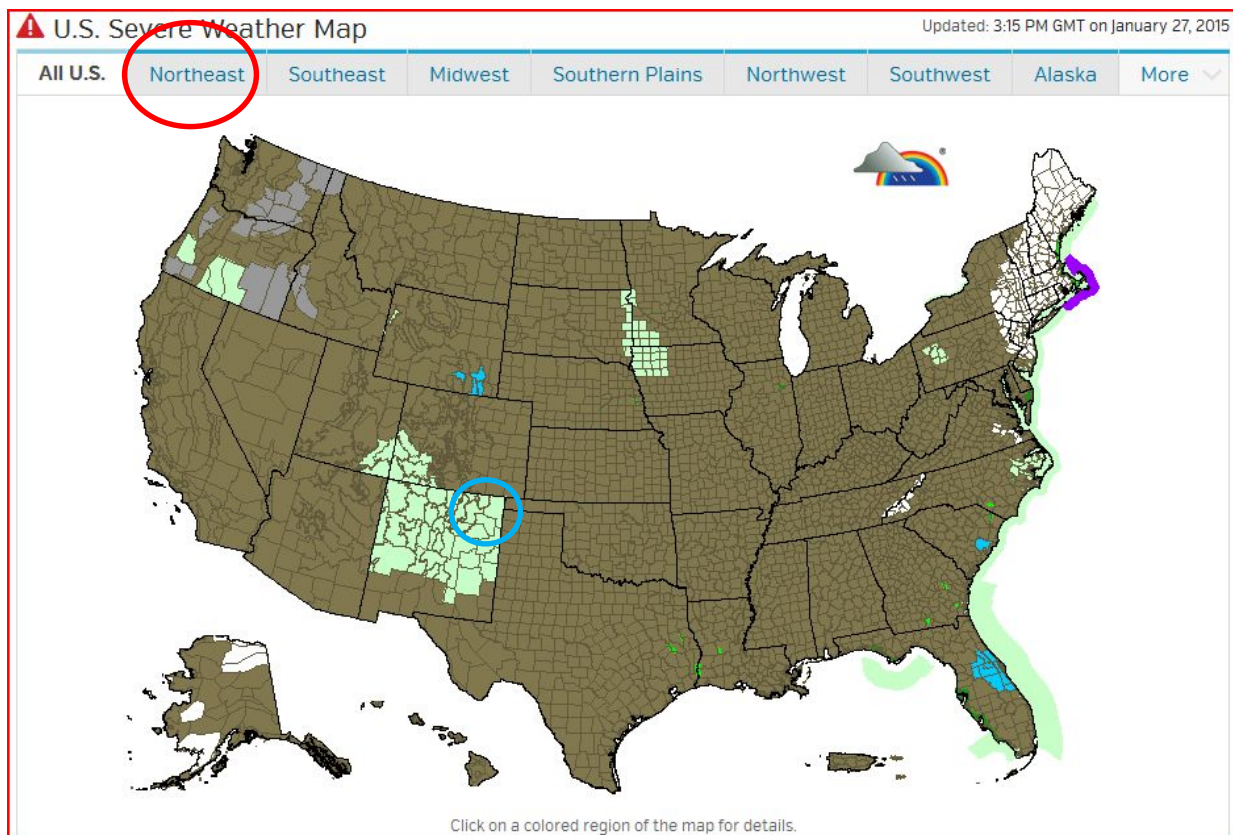 U.S. Severe Weather Map
Updated: 3:15 PM GMT on January 27, 2015
All U.S. Northeast Southeast Midwest Southern Plains Northwest Southwest Alaska More
®
Click on a colored region of the map for details.